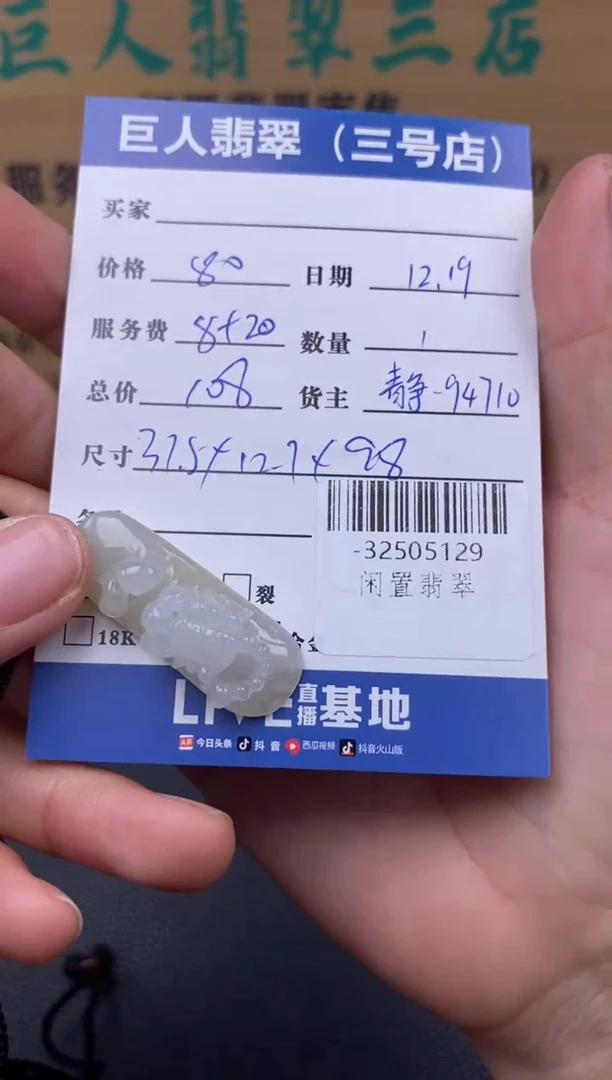 巨人翡翠三店
巨人翡翠（三号店）
买家
价格 80 日期 12.19
服务费 8+20 数量 1
总价 108 货主 静-94710
尺寸 37.5×12.7×98
-32505129
裂
闲置翡翠
18K
直播基地
今日头条 抖音 西瓜视频 抖音火山版